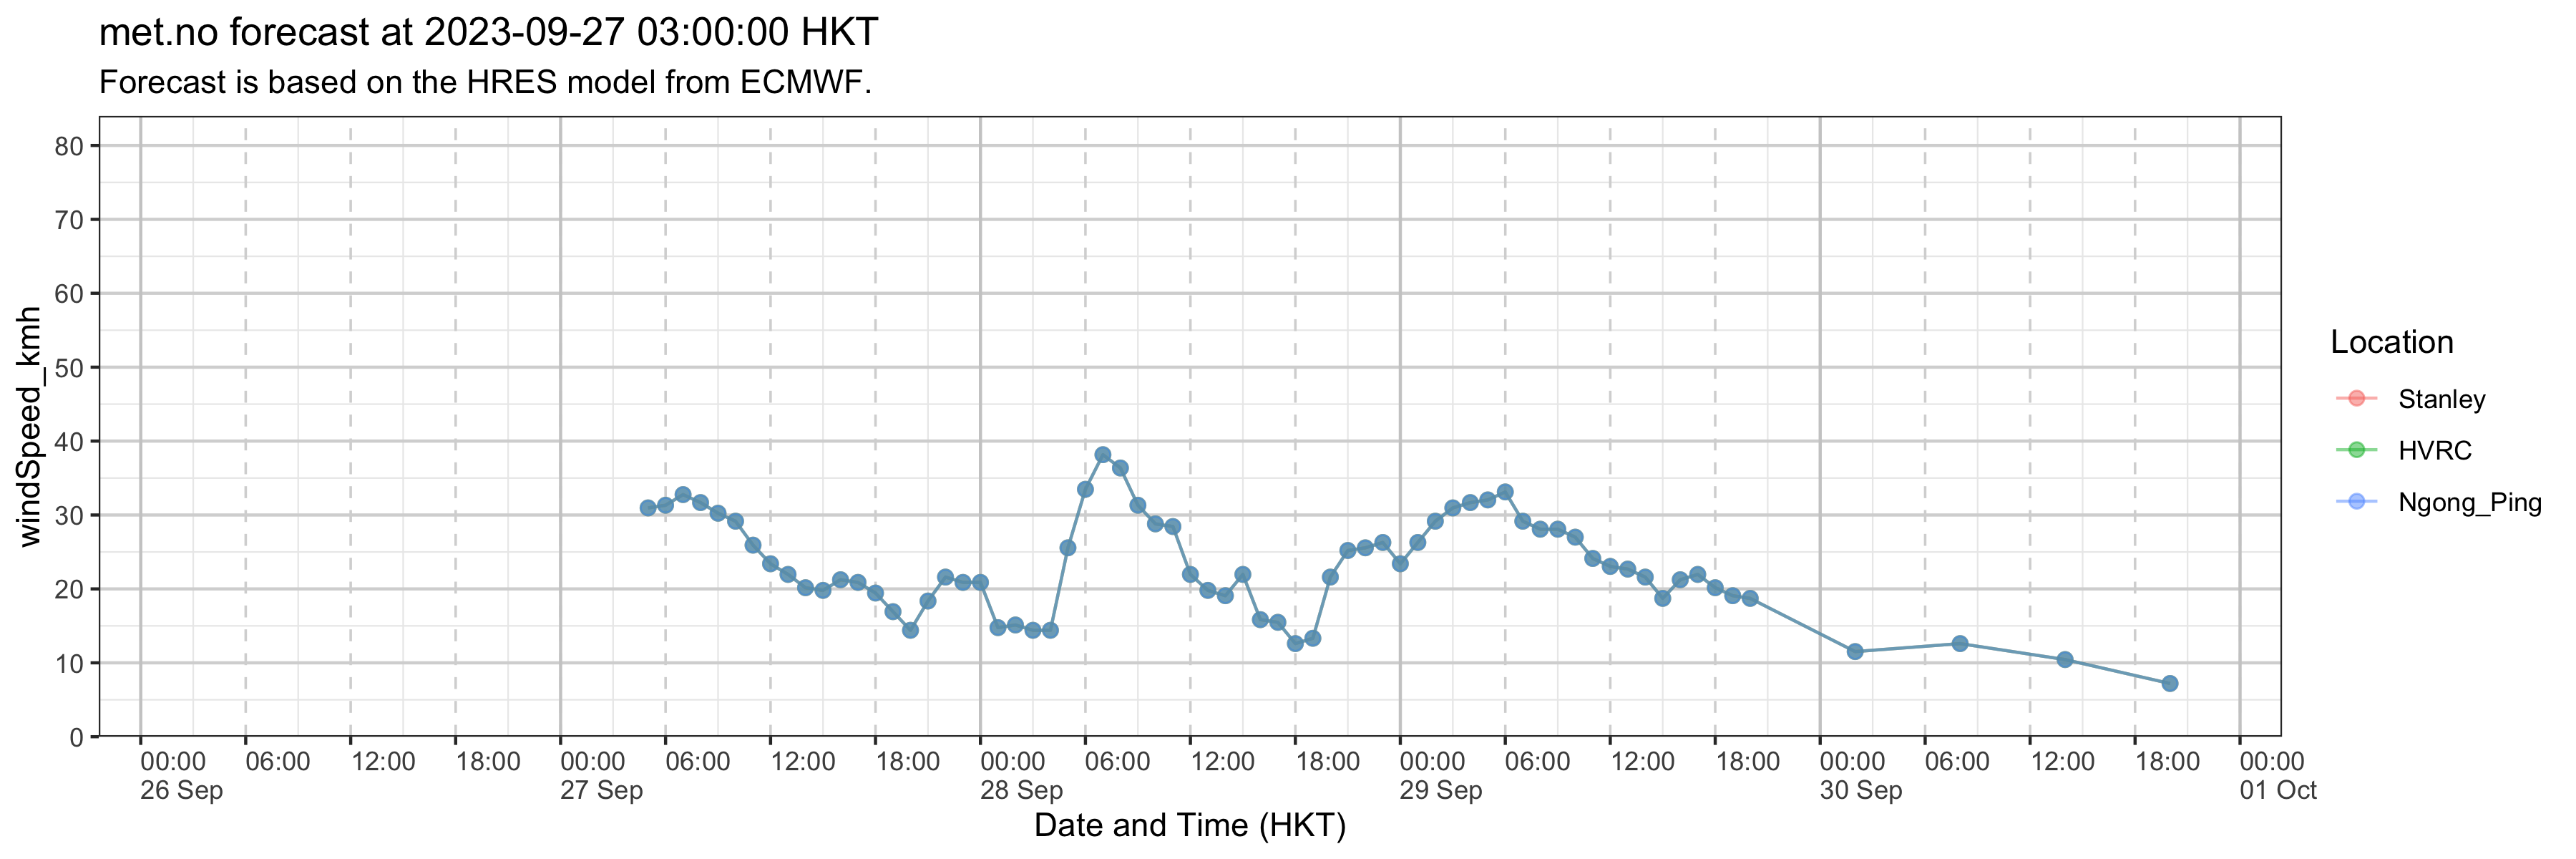 met.no forecast at 2023-09-27 03:00:00 HKT
Forecast is based on the HRES model from ECMWF.
windSpeed_kmh
80
70
60
50
40
30
20
10
0
00:00 06:00 12:00 18:00 00:00 06:00 12:00 18:00 00:00 06:00 12:00 18:00 00:00 06:00 12:00 18:00 00:00 06:00 12:00 18:00 00:00
26 Sep 27 Sep 28 Sep 29 Sep 30 Sep 01 Oct
Date and Time (HKT)
Location
Stanley
HVRC
Ngong_Ping